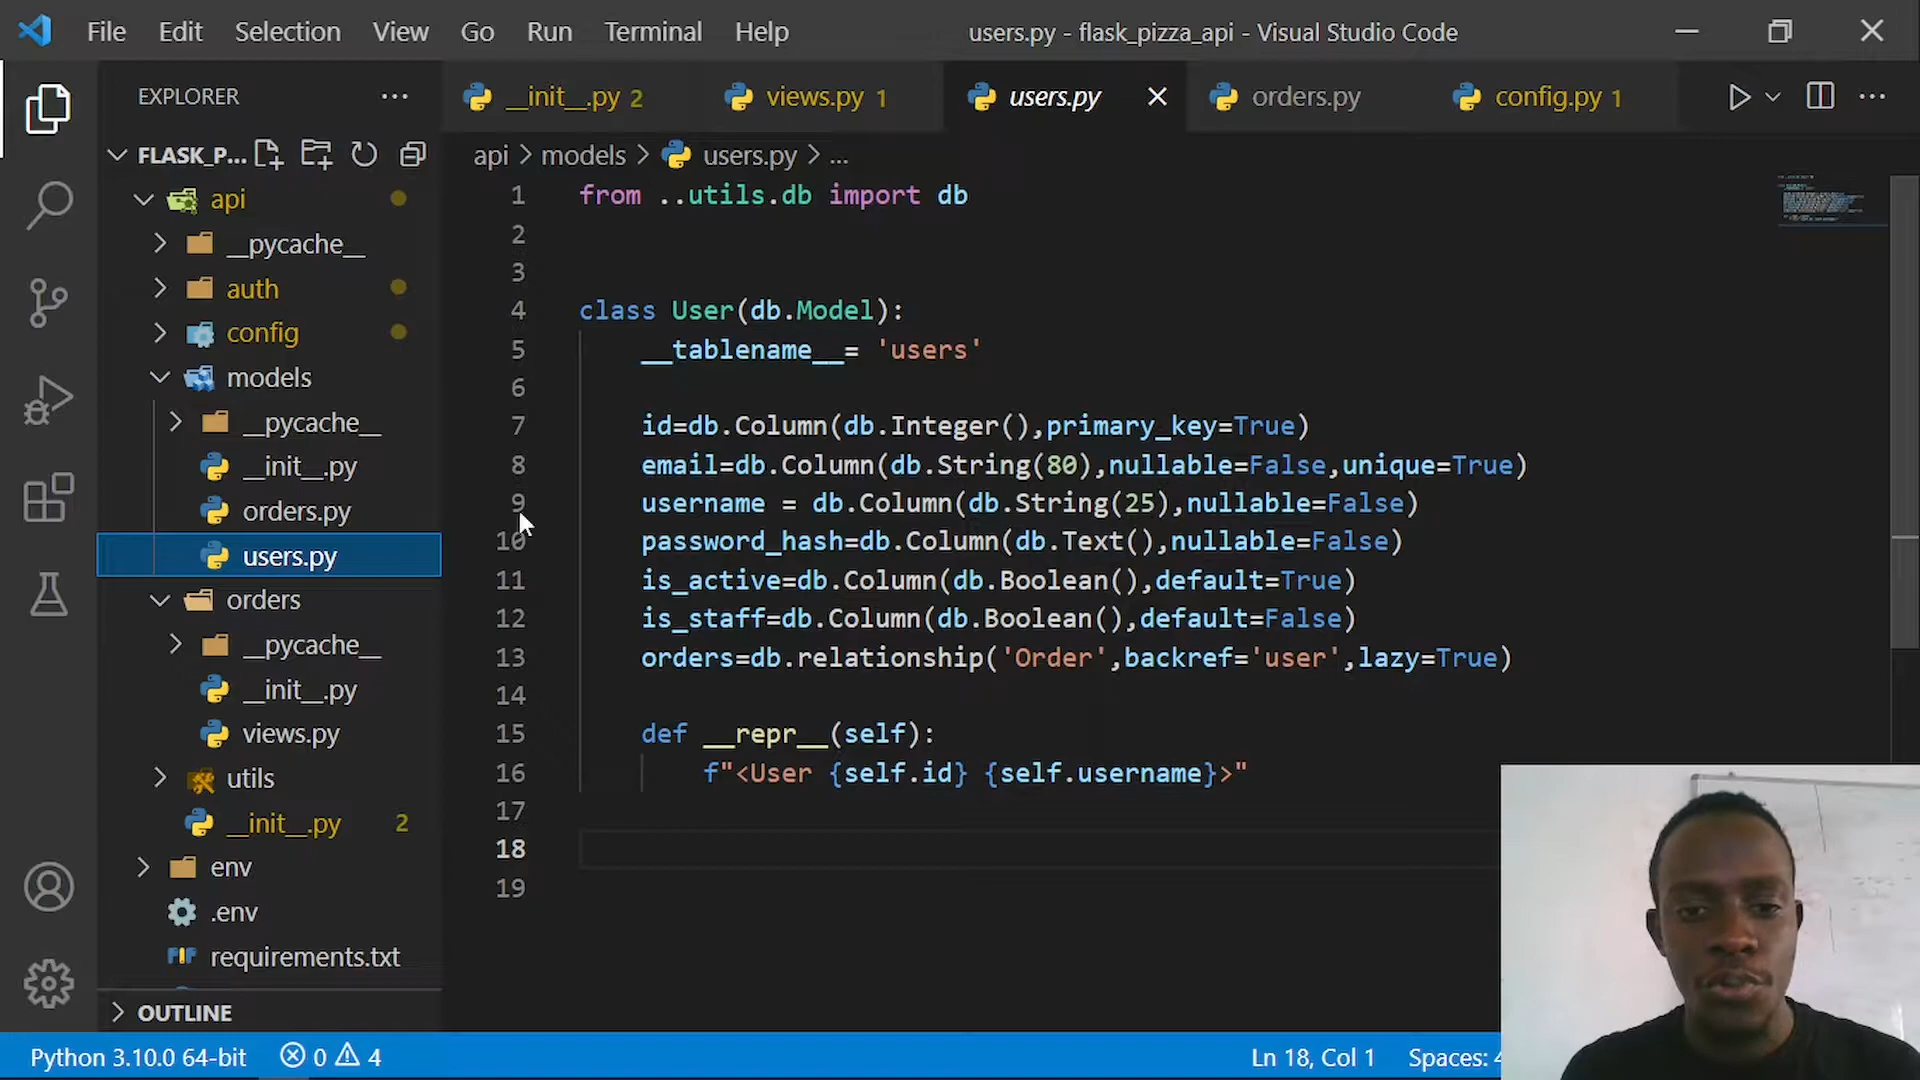 File Edit Selection View Go Run Terminal Help users.py - flask_pizza_api - Visual Studio Code
EXPLORER
__init__.py 2 views.py 1 users.py orders.py config.py 1
FLASK_P...
api > models > users.py > ...
api
__pycache__
auth
config
models
__pycache__
__init__.py
orders.py
users.py
orders
__pycache__
__init__.py
views.py
utils
__init__.py 2
env
.env
requirements.txt
OUTLINE
1 from ..utils.db import db
2
3
4 class User(db.Model):
5 __tablename__= 'users'
6
7 id=db.Column(db.Integer(),primary_key=True)
8 email=db.Column(db.String(80),nullable=False,unique=True)
9 username = db.Column(db.String(25),nullable=False)
10 password_hash=db.Column(db.Text(),nullable=False)
11 is_active=db.Column(db.Boolean(),default=True)
12 is_staff=db.Column(db.Boolean(),default=False)
13 orders=db.relationship('Order',backref='user',lazy=True)
14
15 def __repr__(self):
16 f"<User {self.id} {self.username}>"
17
18
19
Python 3.10.0 64-bit 0 4 Ln 18, Col 1 Spaces: 4